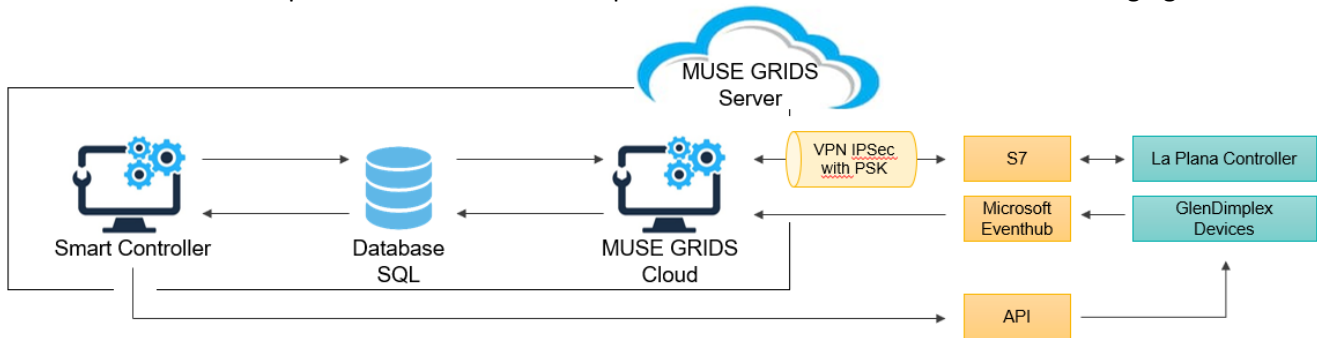 MUSE GRIDS
Server
VPN IPSec
with PSK
S7
La Plana Controller
Microsoft
Eventhub
GlenDimplex
Devices
Smart Controller
Database
SQL
MUSE GRIDS
Cloud
API